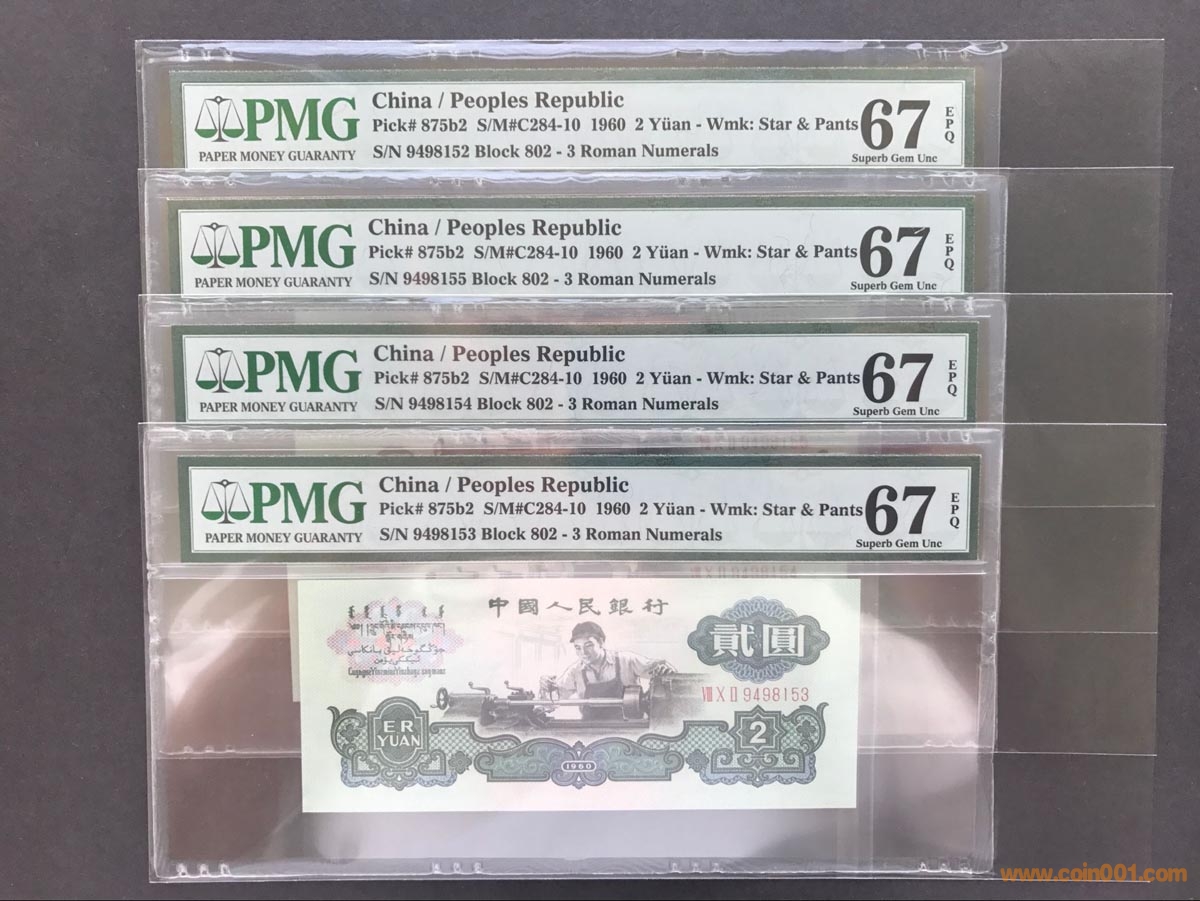 PMG
PAPER MONEY GUARANTY
China / Peoples Republic
Pick# 875b2 S/M#C284-10 1960 2 Yüan - Wmk: Star & Pants
S/N 9498152 Block 802 - 3 Roman Numerals
67
EPQ
Superb Gem Unc
PMG
PAPER MONEY GUARANTY
China / Peoples Republic
Pick# 875b2 S/M#C284-10 1960 2 Yüan - Wmk: Star & Pants
S/N 9498155 Block 802 - 3 Roman Numerals
67
EPQ
Superb Gem Unc
PMG
PAPER MONEY GUARANTY
China / Peoples Republic
Pick# 875b2 S/M#C284-10 1960 2 Yüan - Wmk: Star & Pants
S/N 9498154 Block 802 - 3 Roman Numerals
67
EPQ
Superb Gem Unc
9498153
PMG
PAPER MONEY GUARANTY
China / Peoples Republic
Pick# 875b2 S/M#C284-10 1960 2 Yüan - Wmk: Star & Pants
S/N 9498153 Block 802 - 3 Roman Numerals
67
EPQ
Superb Gem Unc
9498154
中國人民銀行
貳圓
VIII X II 9498153
ER
YUAN
1960
2
www.coin001.com